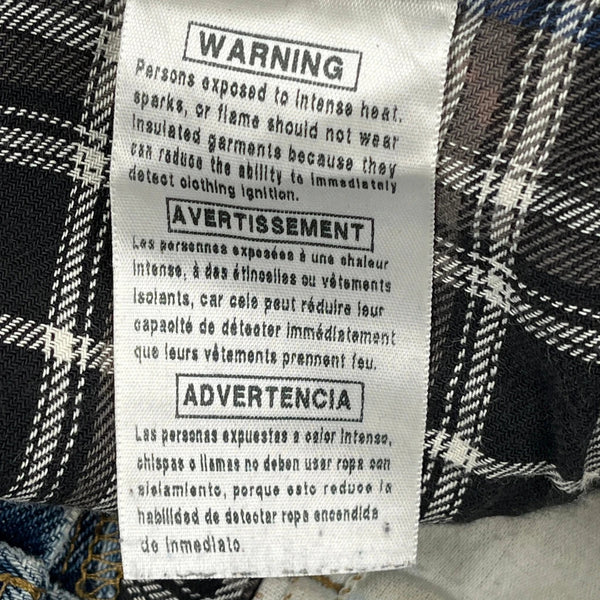 WARNING
Persons exposed to intense heat,
sparks, or flame should not wear
insulated garments because they
can reduce the ability to immediately
detect clothing ignition.
AVERTISSEMENT
Les personnes exposées à une chaleur
intense, à des étincelles ou vêtements
isolants, car cela peut réduire leur
capacité de détecter immédiatement
que leurs vêtements prennent feu.
ADVERTENCIA
Las personas expuestas a calor intenso,
chispas o llamas no deben usar ropa con
aislamiento, porque esto reduce la
habilidad de detectar ropa encendida
de inmediato.